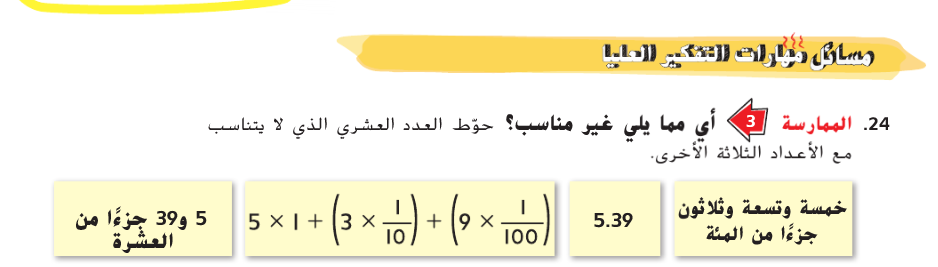 مسائل مهارات التفكير العليا
24. الممارسة 3 أي مما يلي غير مناسب؟ حوّط العدد العشري الذي لا يتناسب
مع الأعداد الثلاثة الأخرى.
خمسة وتسعة وثلاثون
جزءًا من المئة
5.39
5 × 1 + (3 × 1/10) + (9 × 1/100)
5 و39 جزءًا من
العشرة